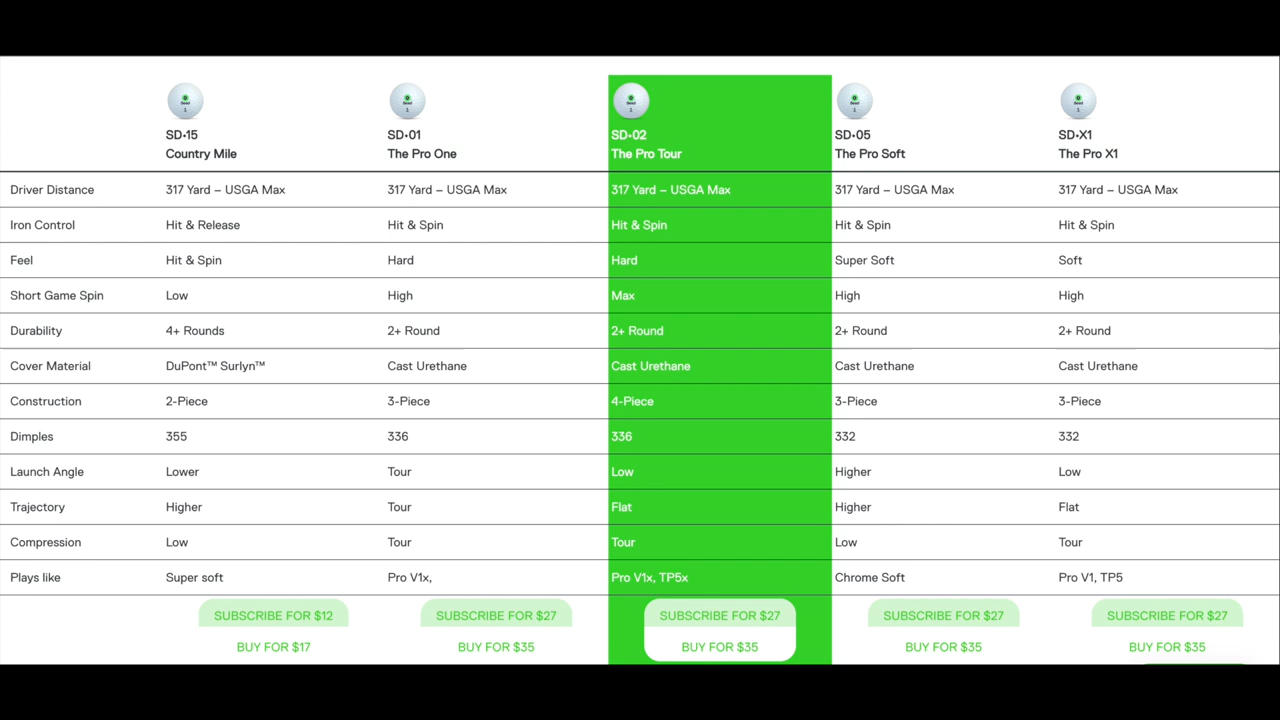 SD•15 SD•01 SD•02 SD•05 SD•X1
Country Mile The Pro One The Pro Tour The Pro Soft The Pro X1
Driver Distance 317 Yard – USGA Max 317 Yard – USGA Max 317 Yard – USGA Max 317 Yard – USGA Max 317 Yard – USGA Max
Iron Control Hit & Release Hit & Spin Hit & Spin Hit & Spin Hit & Spin
Feel Hit & Spin Hard Hard Super Soft Soft
Short Game Spin Low High Max High High
Durability 4+ Rounds 2+ Round 2+ Round 2+ Round 2+ Round
Cover Material DuPont™ Surlyn™ Cast Urethane Cast Urethane Cast Urethane Cast Urethane
Construction 2-Piece 3-Piece 4-Piece 3-Piece 3-Piece
Dimples 355 336 336 332 332
Launch Angle Lower Tour Low Higher Low
Trajectory Higher Tour Flat Higher Flat
Compression Low Tour Tour Low Tour
Plays like Super soft Pro V1x, Pro V1x, TP5x Chrome Soft Pro V1, TP5
SUBSCRIBE FOR $12 SUBSCRIBE FOR $27 SUBSCRIBE FOR $27 SUBSCRIBE FOR $27 SUBSCRIBE FOR $27
BUY FOR $17 BUY FOR $35 BUY FOR $35 BUY FOR $35 BUY FOR $35